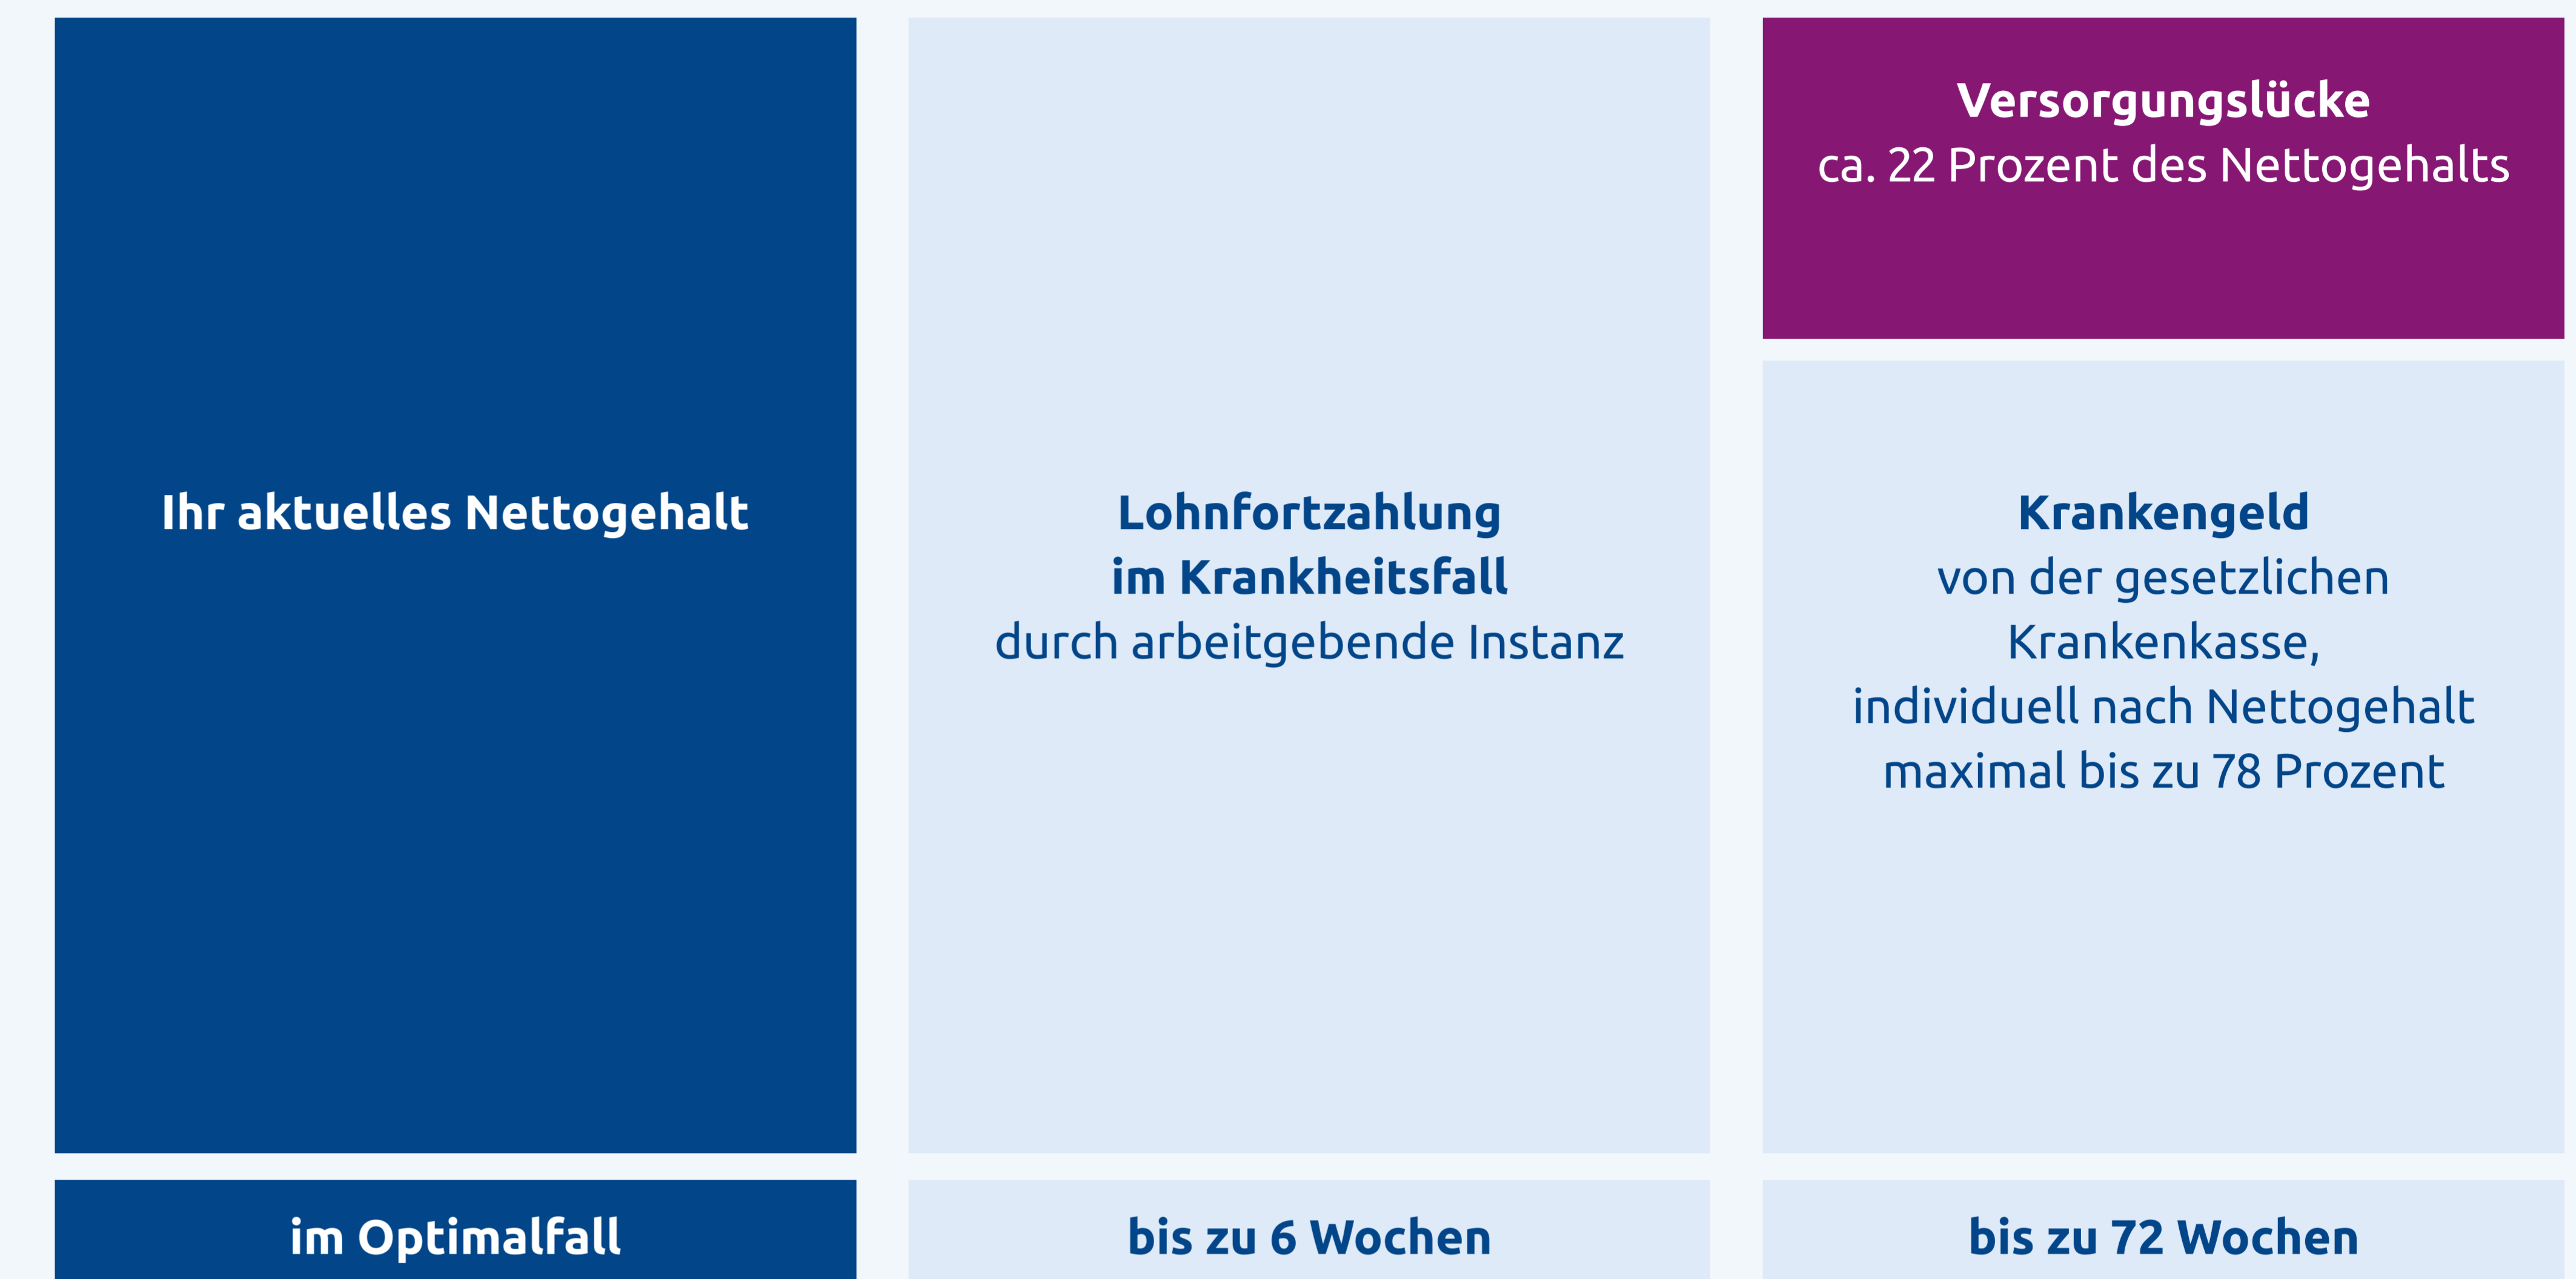 Ihr aktuelles Nettogehalt
im Optimalfall
Lohnfortzahlung
im Krankheitsfall
durch arbeitgebende Instanz
bis zu 6 Wochen
Versorgungslücke
ca. 22 Prozent des Nettogehalts
Krankengeld
von der gesetzlichen
Krankenkasse,
individuell nach Nettogehalt
maximal bis zu 78 Prozent
bis zu 72 Wochen